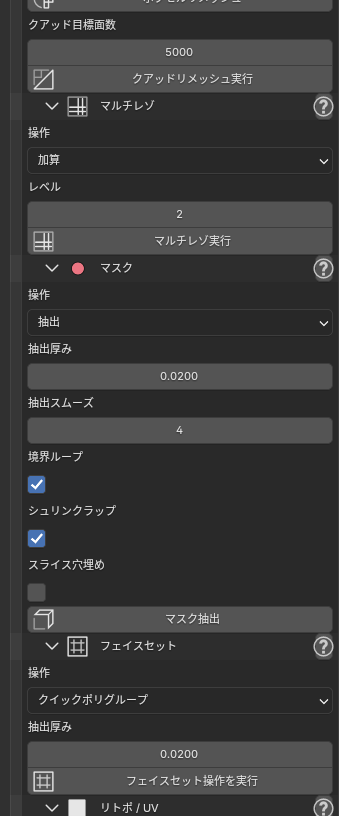 クアッド目標面数
5000
クアッドリメッシュ実行
マルチレゾ
?
操作
加算
レベル
2
マルチレゾ実行
マスク
?
操作
抽出
抽出厚み
0.0200
抽出スムーズ
4
境界ループ
シュリンクラップ
スライス穴埋め
マスク抽出
フェイスセット
?
操作
クイックポリグループ
抽出厚み
0.0200
フェイスセット操作を実行
リトポ / UV
?